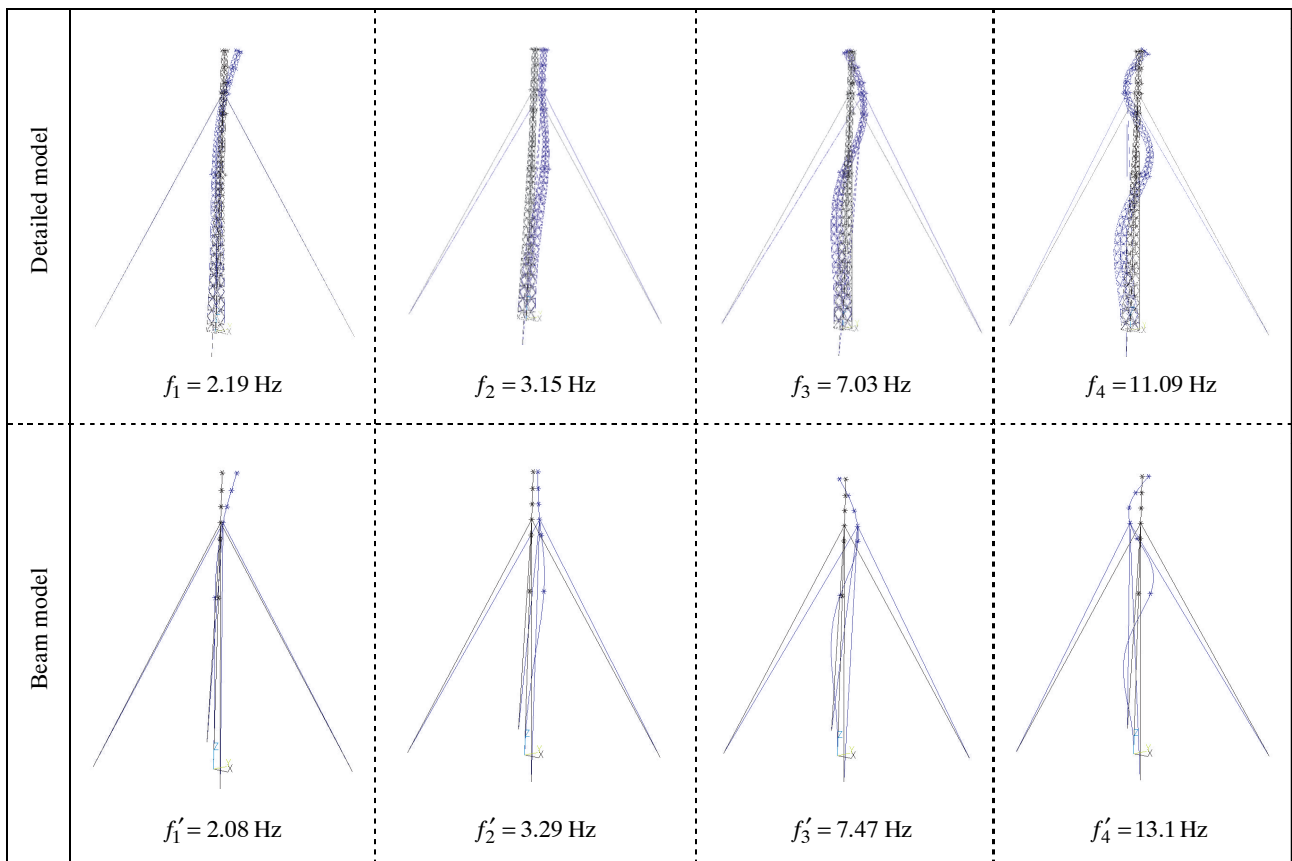 Detailed model
f₁ = 2.19 Hz
f₂ = 3.15 Hz
f₃ = 7.03 Hz
f₄ = 11.09 Hz
Beam model
Z
Y
X
Z
Y
X
Z
Y
X
Z
Y
X
f₁′ = 2.08 Hz
f₂′ = 3.29 Hz
f₃′ = 7.47 Hz
f₄′ = 13.1 Hz